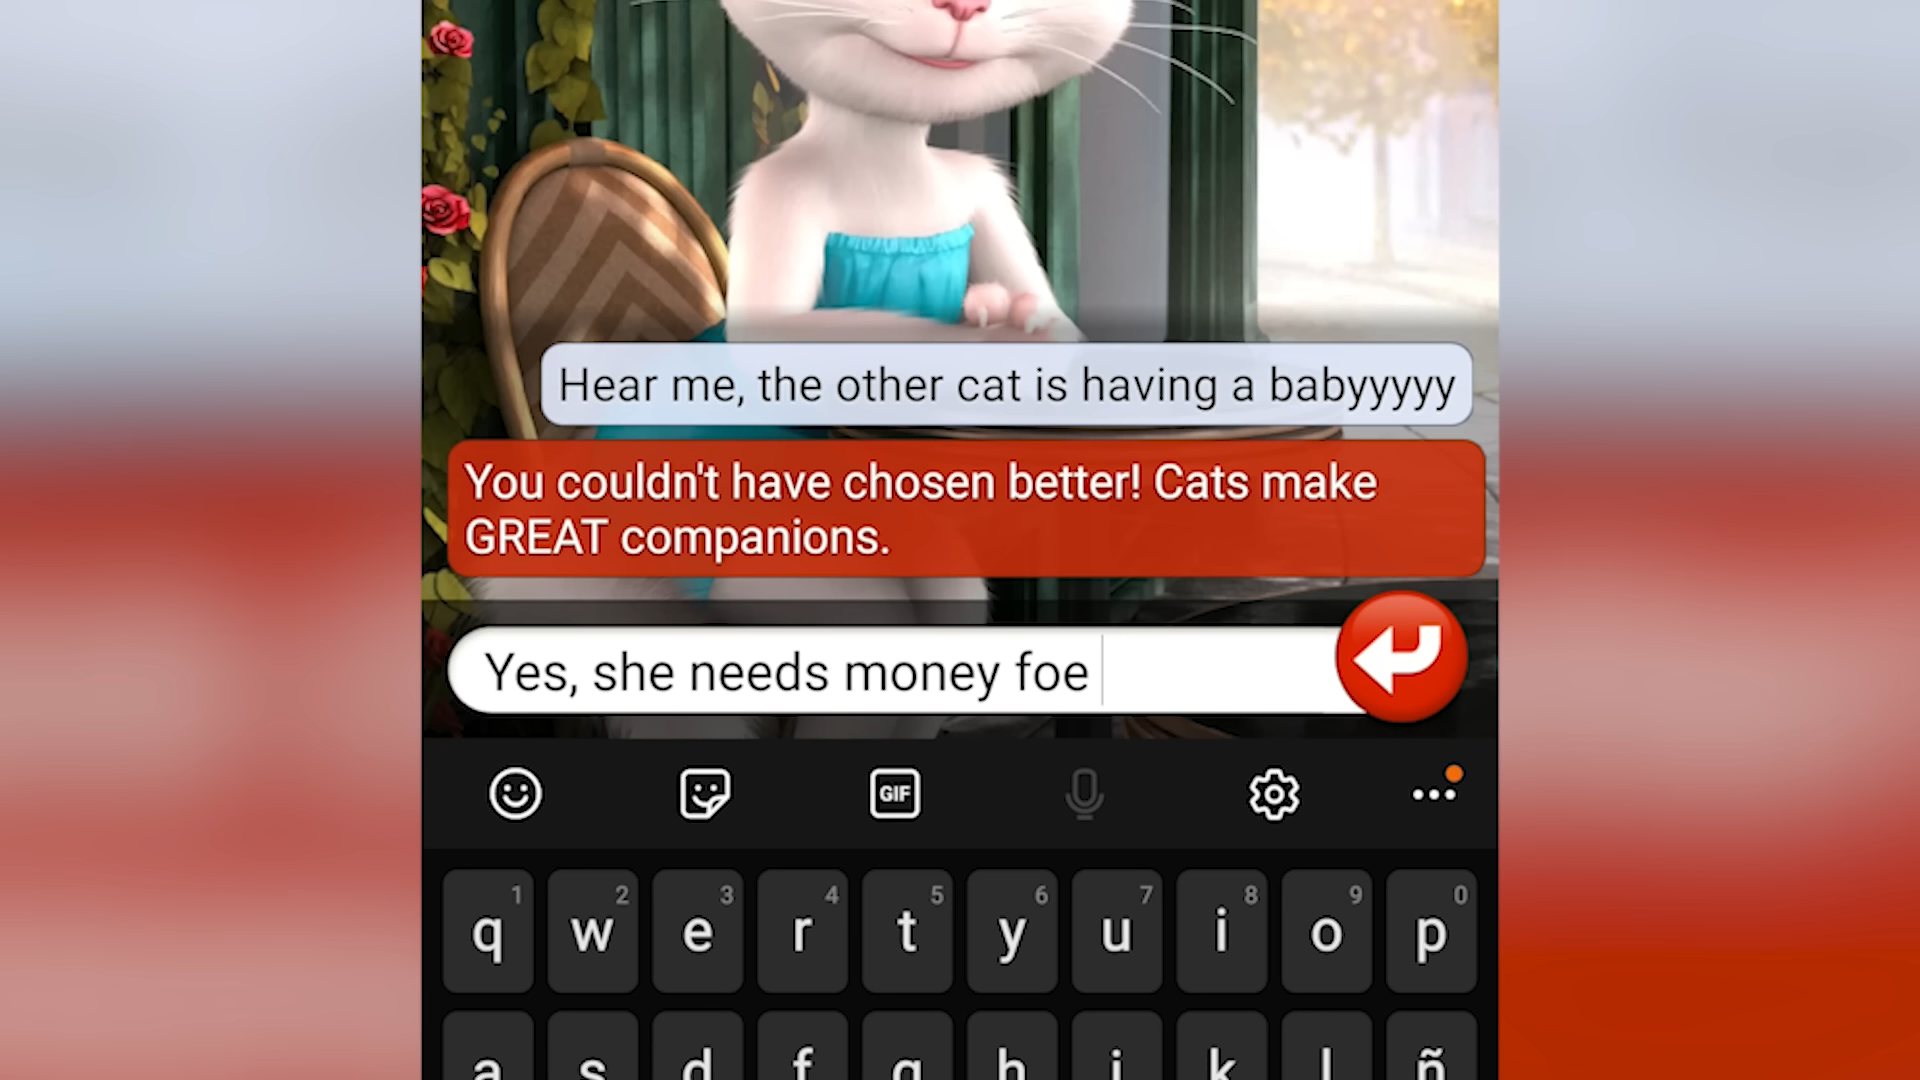 Hear me, the other cat is having a babyyyyy
You couldn't have chosen better! Cats make
GREAT companions.
Yes, she needs money foe
GIF
1 2 3 4 5 6 7 8 9 0
q w e r t y u i o p
a s d f g h j k l ñ